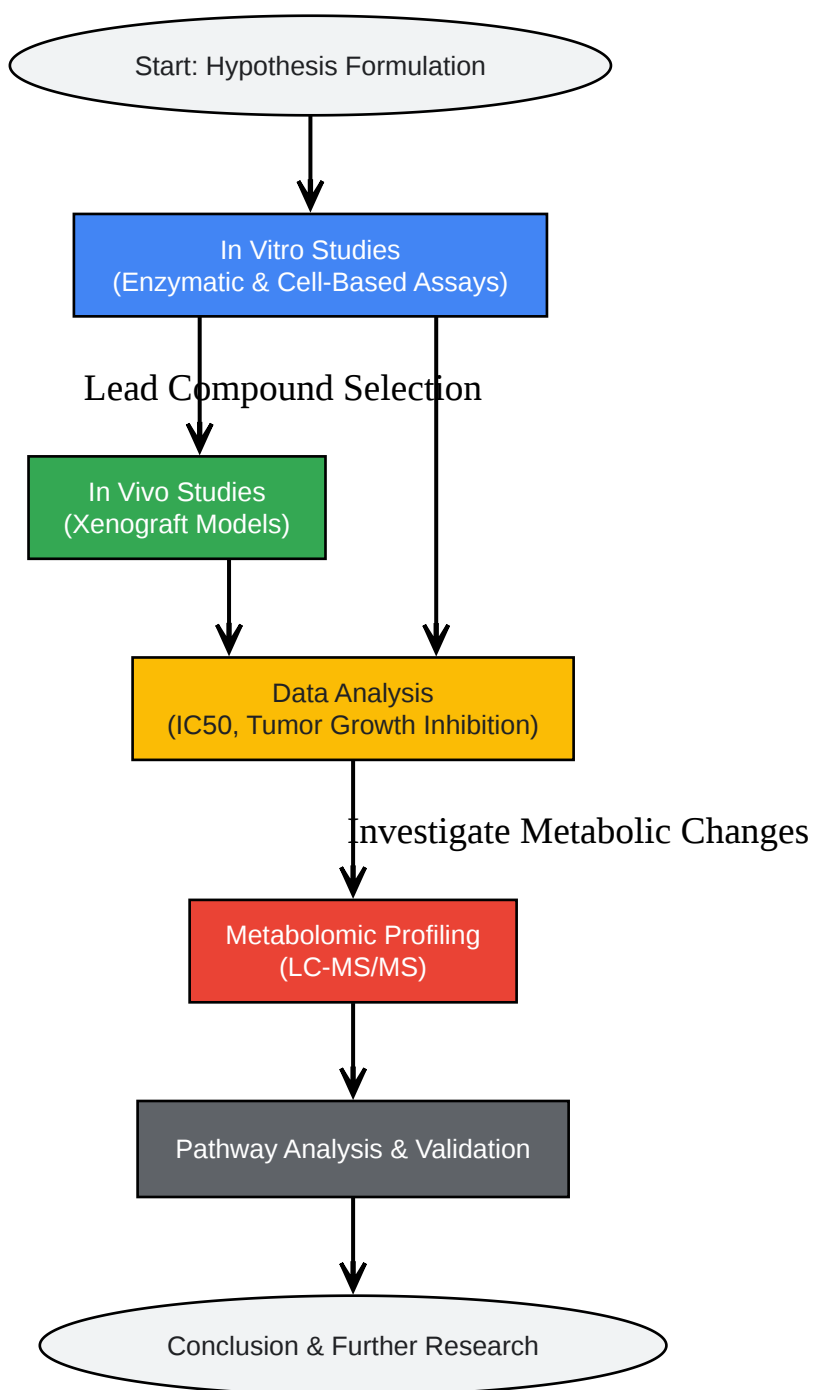 Start: Hypothesis Formulation
In Vitro Studies
(Enzymatic & Cell-Based Assays)
Lead Compound Selection
In Vivo Studies
(Xenograft Models)
Data Analysis
(IC50, Tumor Growth Inhibition)
Investigate Metabolic Changes
Metabolomic Profiling
(LC-MS/MS)
Pathway Analysis & Validation
Conclusion & Further Research